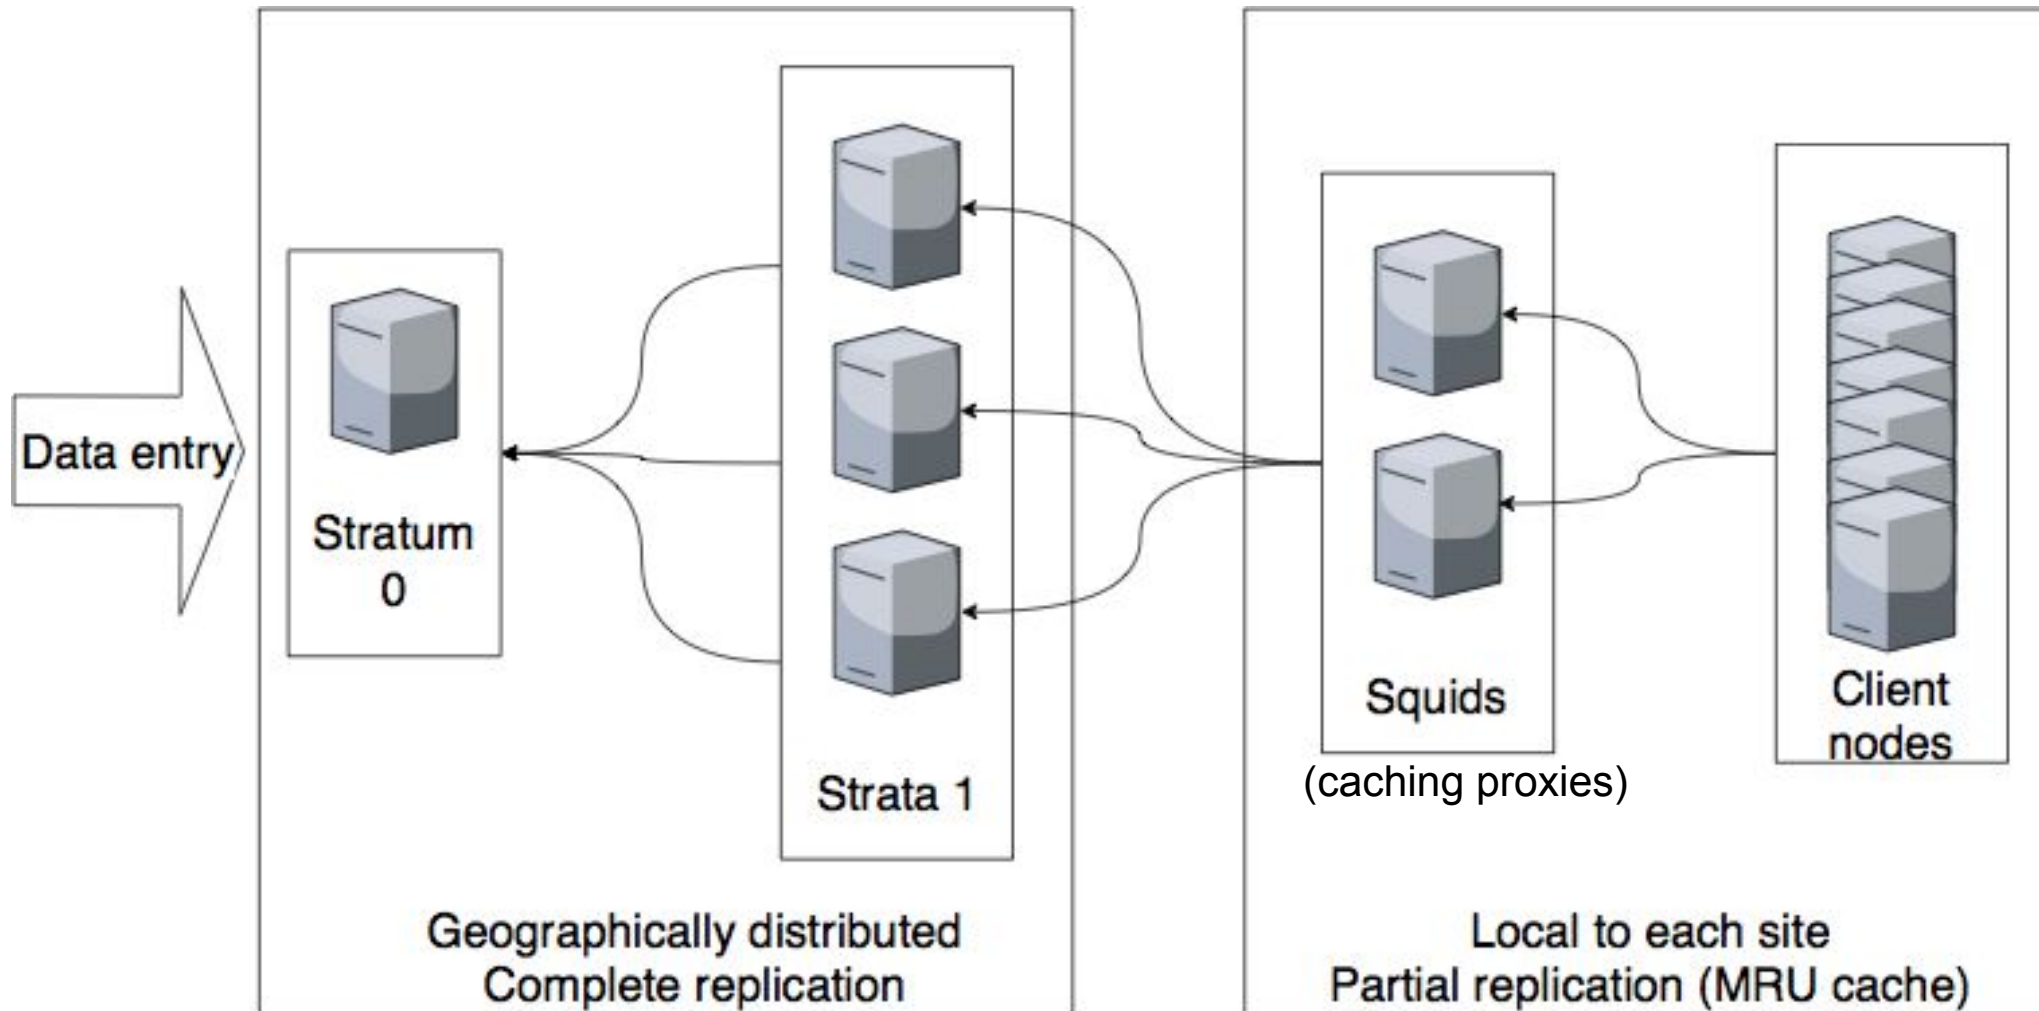 Data entry
Stratum
0
Strata 1
Geographically distributed
Complete replication
Squids
(caching proxies)
Client
nodes
Local to each site
Partial replication (MRU cache)